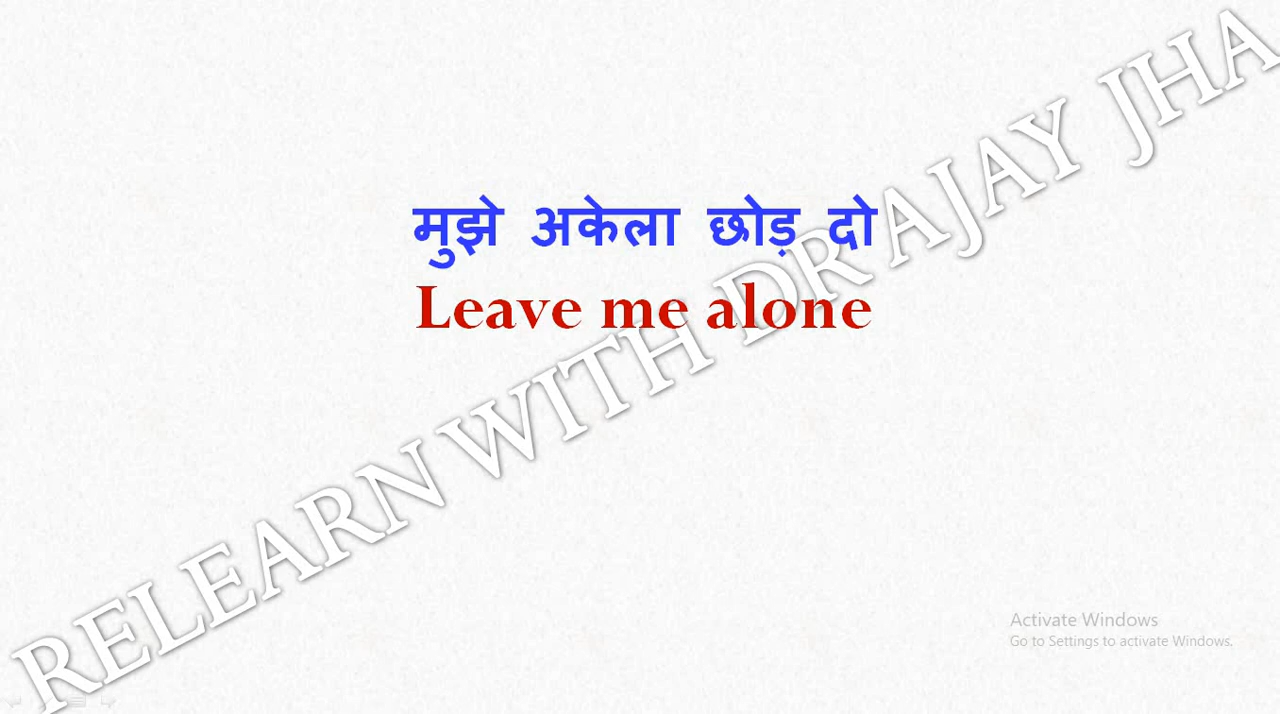 मुझे अकेला छोड़ दो
Leave me alone
RELEARN WITH DR AJAY JHA
Activate Windows
Go to Settings to activate Windows.